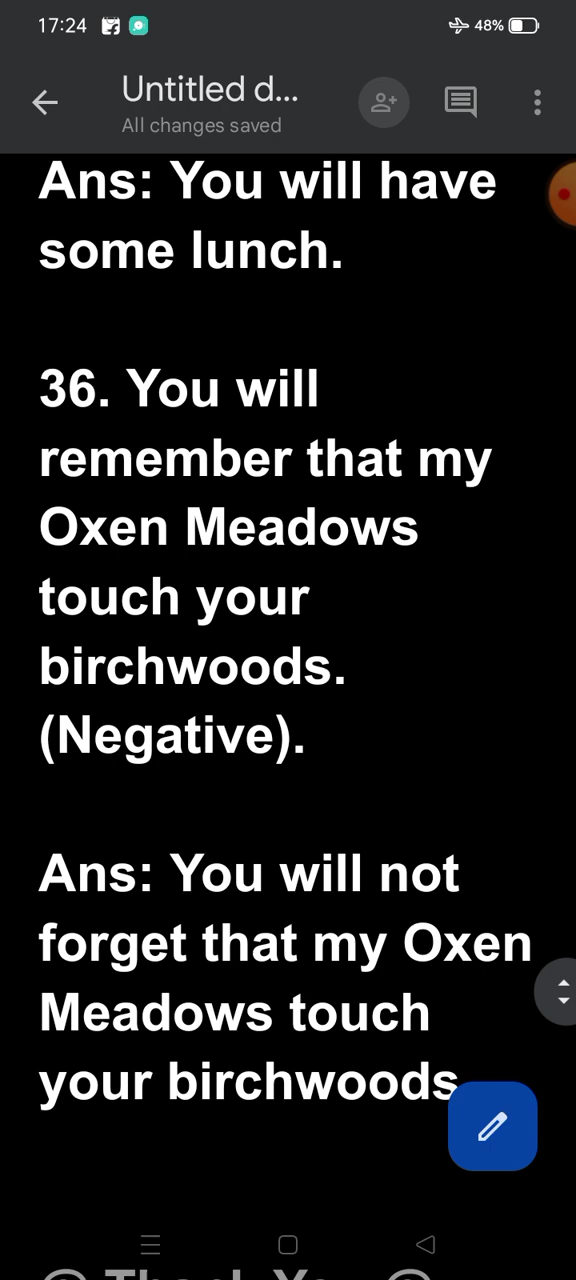 17:24
48%
Untitled d...
All changes saved
Ans: You will have
some lunch.
36. You will
remember that my
Oxen Meadows
touch your
birchwoods.
(Negative).
Ans: You will not
forget that my Oxen
Meadows touch
your birchwoods